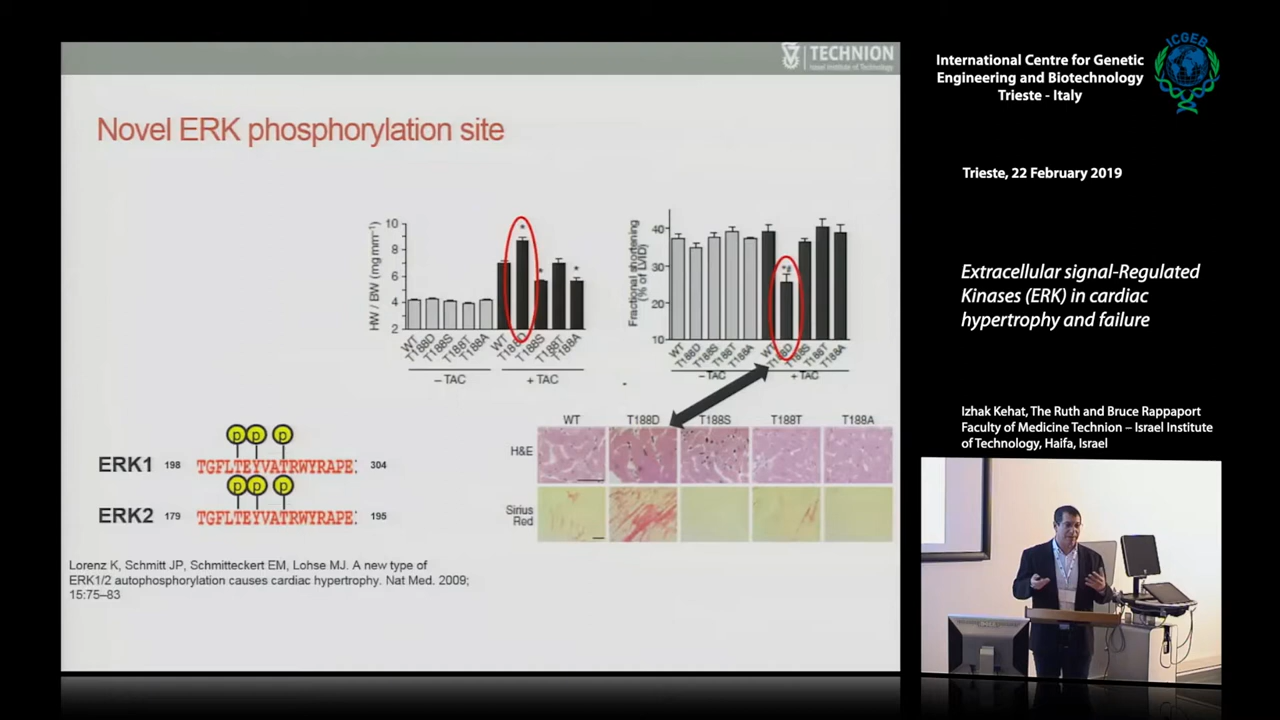 TECHNION
Israel Institute of Technology
Novel ERK phosphorylation site
HW / BW (mg mm⁻¹)
10
8
6
4
2
*
*
*
WT
T188D
T188S
T188T
T188A
WT
T188D
T188S
T188T
T188A
– TAC
+ TAC
Fractional shortening
(% of LVID)
40
30
20
10
WT
T188D
T188S
T188T
T188A
WT
T188D
T188S
T188T
T188A
– TAC
+ TAC
WT
T188D
T188S
T188T
T188A
H&E
Sirius
Red
p p p
ERK1 198 TGFLTEYVATRWYRAPE 304
p p p
ERK2 179 TGFLTEYVATRWYRAPE 195
Lorenz K, Schmitt JP, Schmitteckert EM, Lohse MJ. A new type of
ERK1/2 autophosphorylation causes cardiac hypertrophy. Nat Med. 2009;
15:75–83
International Centre for Genetic
Engineering and Biotechnology
Trieste - Italy
ICGEB
Trieste, 22 February 2019
Extracellular signal-Regulated
Kinases (ERK) in cardiac
hypertrophy and failure
Izhak Kehat, The Ruth and Bruce Rappaport
Faculty of Medicine Technion – Israel Institute
of Technology, Haifa, Israel